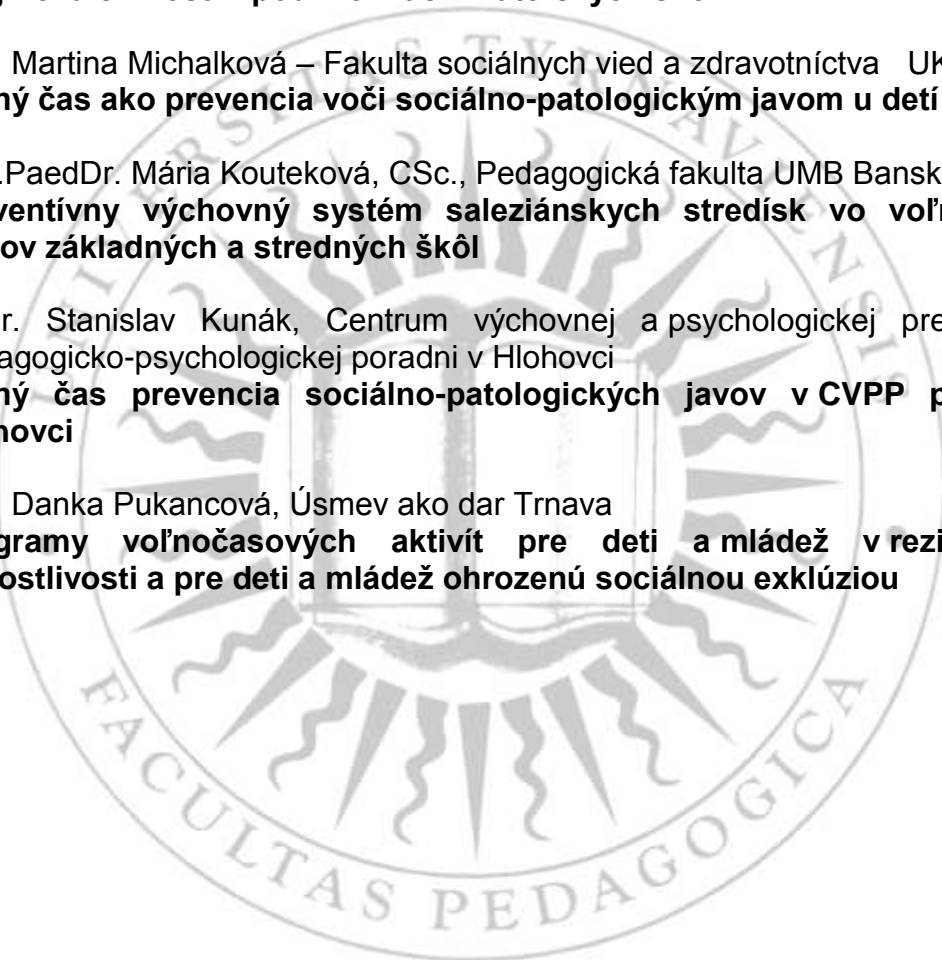 Martina Michalková – Fakulta sociálnych vied a zdravotníctva UK
ný čas ako prevencia voči sociálno-patologickým javom u detí
.PaedDr. Mária Kouteková, CSc., Pedagogická fakulta UMB Bansk
ventívny výchovný systém saleziánskych stredísk vo voľn
ov základných a stredných škôl
r. Stanislav Kunák, Centrum výchovnej a psychologickej pre
agogicko-psychologickej poradni v Hlohovci
ný čas prevencia sociálno-patologických javov v CVPP p
hovci
Danka Pukancová, Úsmev ako dar Trnava
gramy voľnočasových aktivít pre deti a mládež v rezi
ostlivosti a pre deti a mládež ohrozenú sociálnou exklúziou
FACULTAS PEDAGOGICA